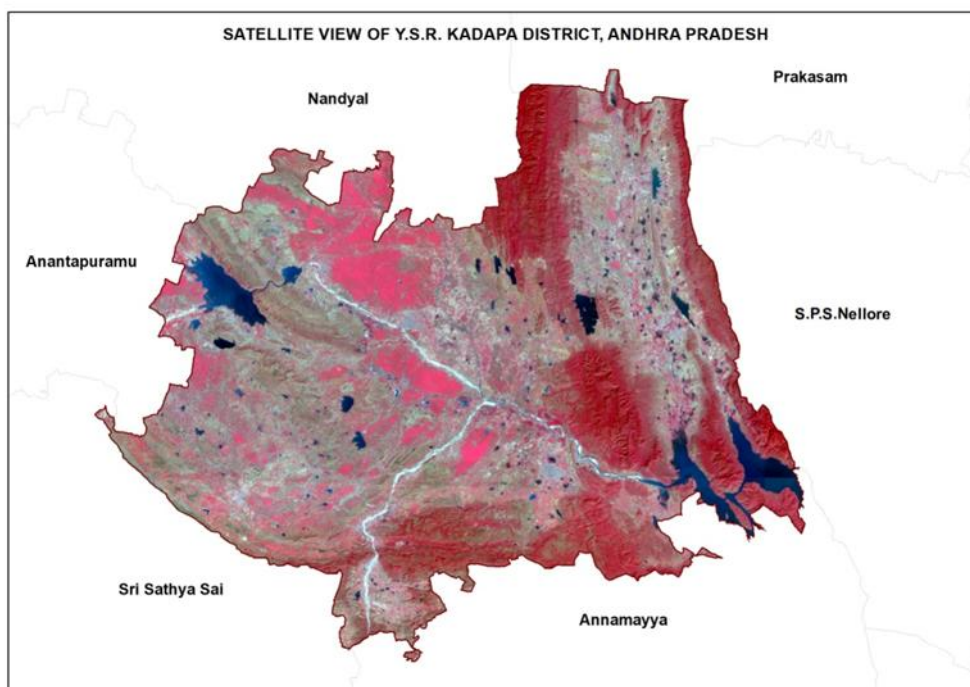 SATELLITE VIEW OF Y.S.R. KADAPA DISTRICT, ANDHRA PRADESH
Prakasam
Nandyal
Anantapuramu
S.P.S.Nellore
Sri Sathya Sai
Annamayya